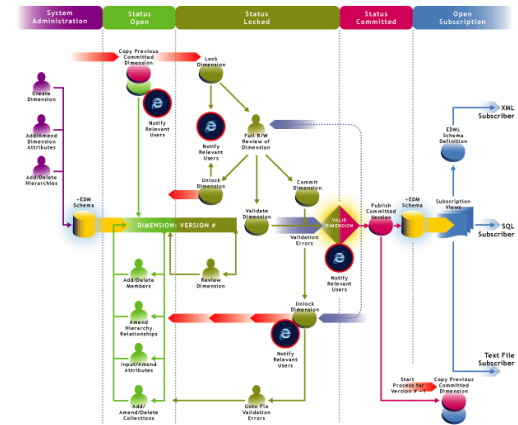 System
Administration
Status
Open
Status
Locked
Status
Committed
Open
Subscription
Copy Previous
Committed
Dimension
Lock
Dimension
Create
Dimension
Notify
Relevant
Users
Notify
Relevant
Users
Full R/W
Review of
Dimension
XML
Subscriber
EDML
Schema
Definition
Add/Amend
Dimension
Attributes
Add/Delete
Hierarchies
Unlock
Dimension
Commit
Dimension
+EDM
Schema
DIMENSION: VERSION #
Validate
Dimension
Validation
Errors
VALID
DIMENSION
Publish
Committed
Version
+EDM
Schema
Subscription
Views
SQL
Subscriber
Notify
Relevant
Users
Add/Delete
Members
Review
Dimension
Unlock
Dimension
Amend
Hierarchy
Relationships
Notify
Relevant
Users
Input/Amend
Attributes
Text File
Subscriber
Start
Process for
Version # +1
Copy Previous
Committed
Dimension
Add/
Amend/Delete
Collections
Goto Fix
Validation
Errors